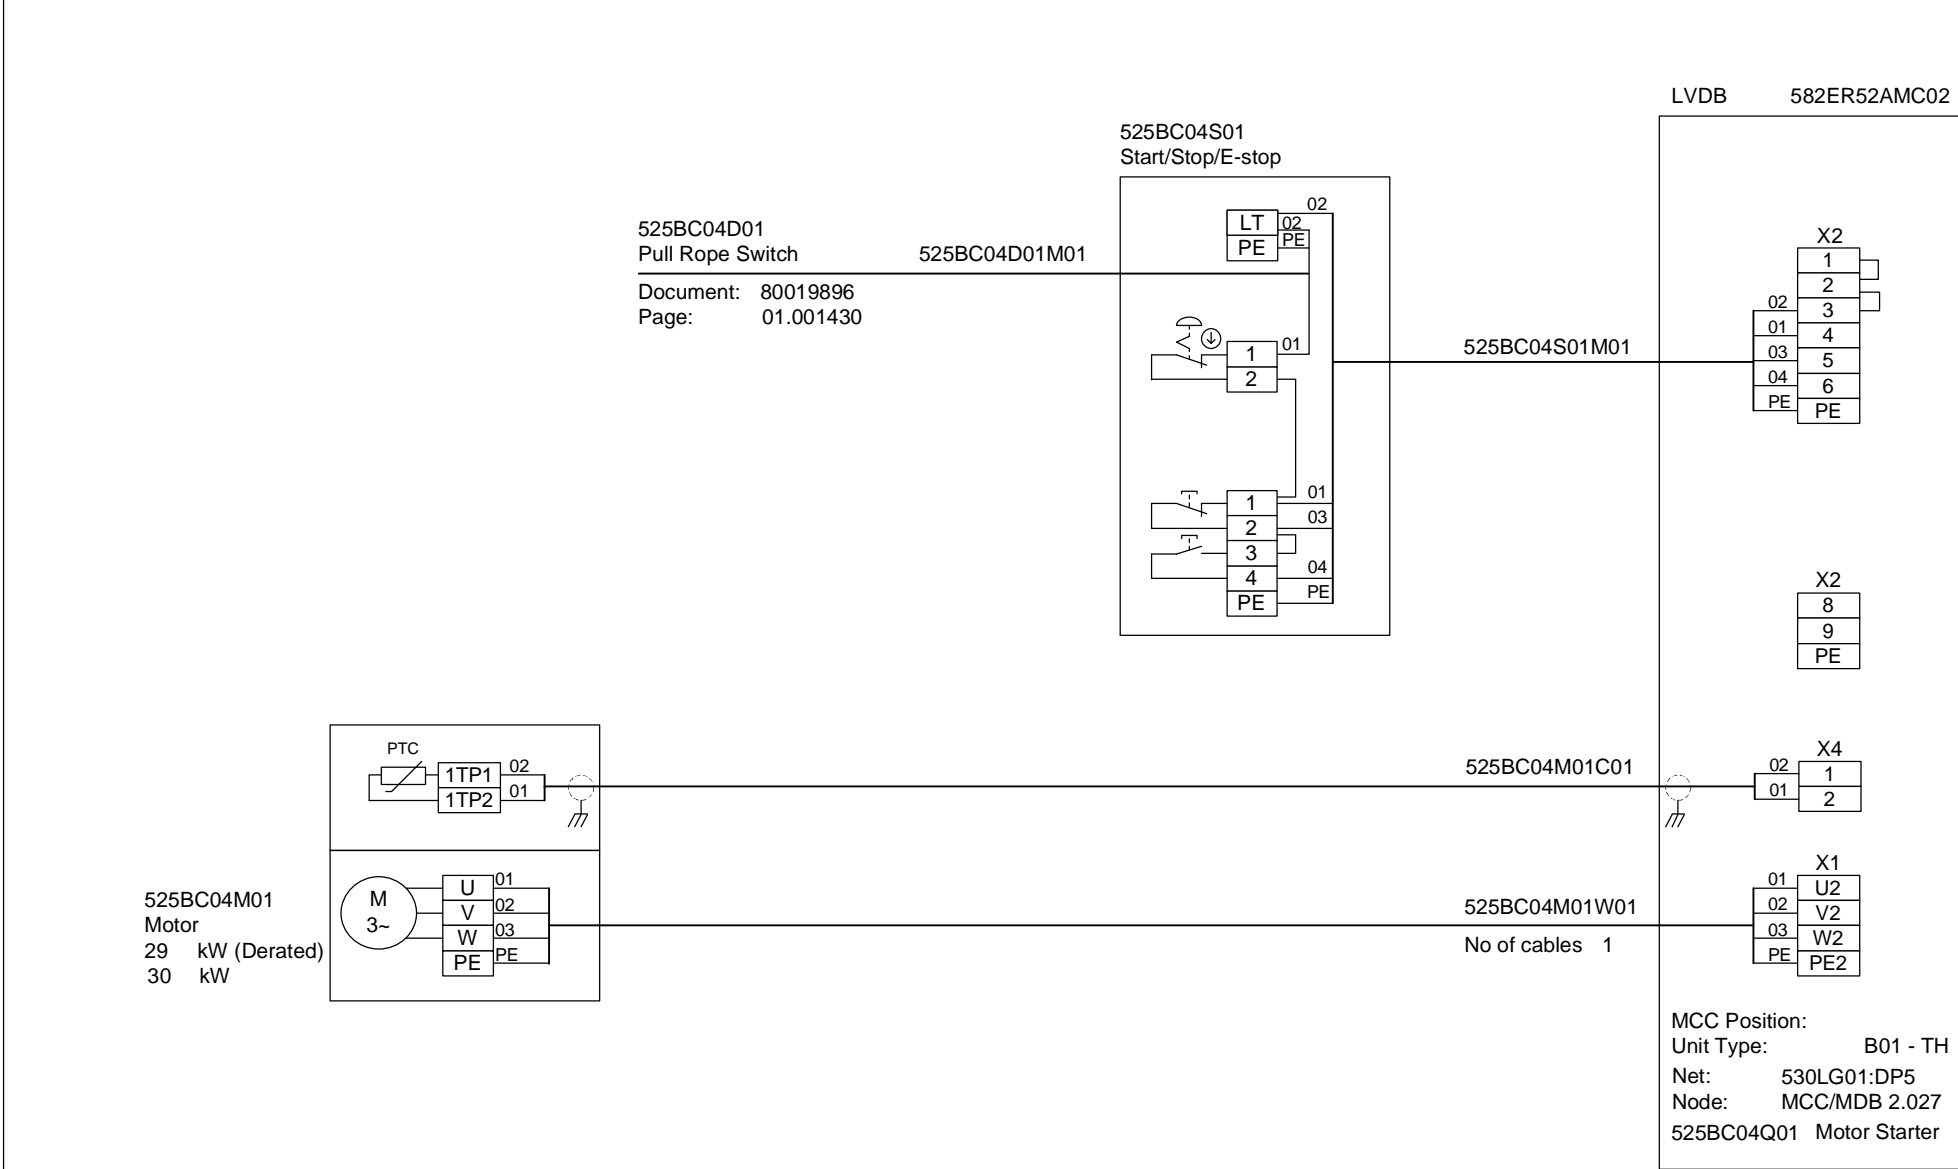 LVDB 582ER52AMC02
525BC04S01
Start/Stop/E-stop
02
LT 02
PE PE
525BC04D01
Pull Rope Switch 525BC04D01M01
Document: 80019896
Page: 01.001430
1 01
2
525BC04S01M01
X2
1
2
02 3
01 4
03 5
04 6
PE PE
1 01
2 03
3
4 04
PE PE
X2
8
9
PE
PTC
1TP1 02
1TP2 01
525BC04M01C01
X4
02 1
01 2
525BC04M01
Motor
29 kW (Derated)
30 kW
M
3~
U 01
V 02
W 03
PE PE
525BC04M01W01
No of cables 1
X1
01 U2
02 V2
03 W2
PE PE2
MCC Position:
Unit Type: B01 - TH
Net: 530LG01:DP5
Node: MCC/MDB 2.027
525BC04Q01 Motor Starter